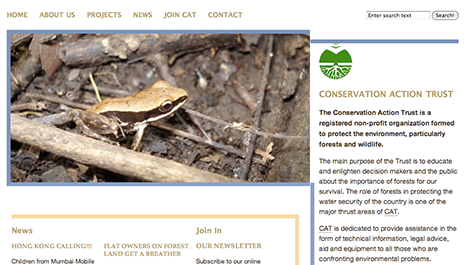 HOME ABOUT US PROJECTS NEWS JOIN CAT CONTACT
Enter search text Search!
CONSERVATION ACTION TRUST
The Conservation Action Trust is a
registered non-profit organization formed
to protect the environment, particularly
forests and wildlife.
The main purpose of the Trust is to educate
and enlighten decision makers and the public
about the importance of forests for our
survival. The role of forests in protecting the
water security of the country is one of the
major thrust areas of CAT.
CAT is dedicated to provide assistance in the
form of technical information, legal advice,
aid and equipment to all those who are
confronting environmental problems.
News
HONG KONG CALLING!!!
Children from Mumbai Mobile
FLAT OWNERS ON FOREST
LAND GET A BREATHER
Join In
OUR NEWSLETTER
Subscribe to our online